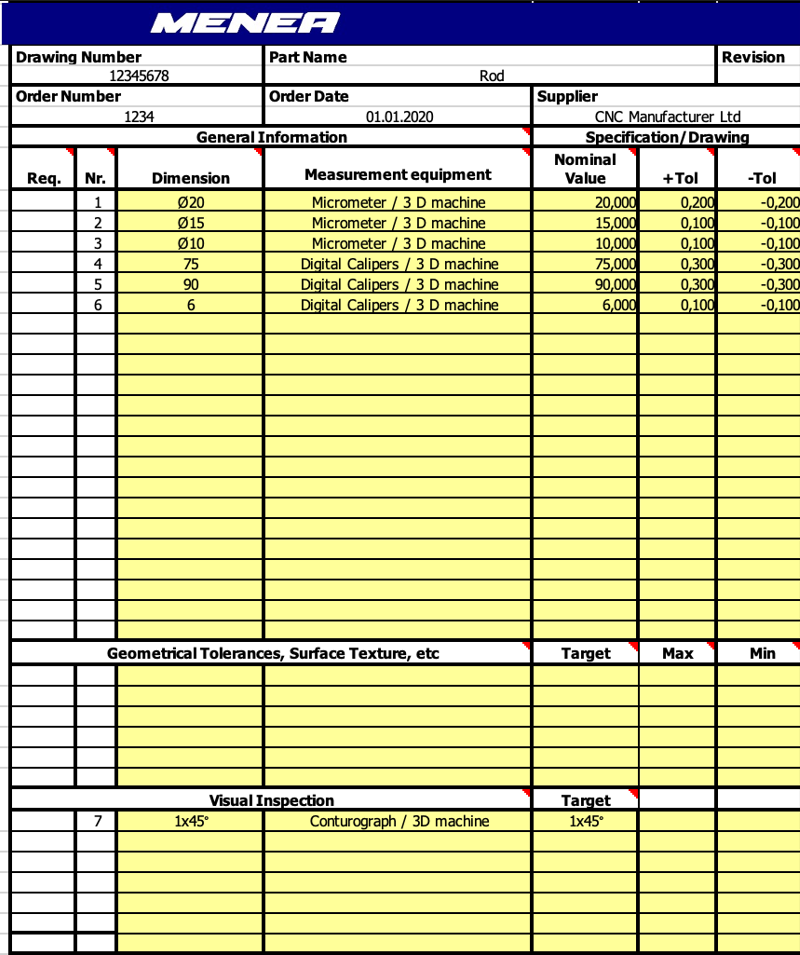 MENEA
Drawing Number Part Name Revision
12345678 Rod
Order Number Order Date Supplier
1234 01.01.2020 CNC Manufacturer Ltd
General Information Specification/Drawing
Req. Nr. Dimension Measurement equipment Nominal Value +Tol -Tol
1 Ø20 Micrometer / 3 D machine 20,000 0,200 -0,200
2 Ø15 Micrometer / 3 D machine 15,000 0,100 -0,100
3 Ø10 Micrometer / 3 D machine 10,000 0,100 -0,100
4 75 Digital Calipers / 3 D machine 75,000 0,300 -0,300
5 90 Digital Calipers / 3 D machine 90,000 0,300 -0,300
6 6 Digital Calipers / 3 D machine 6,000 0,100 -0,100
Geometrical Tolerances, Surface Texture, etc Target Max Min
Visual Inspection Target
7 1x45° Conturograph / 3D machine 1x45°